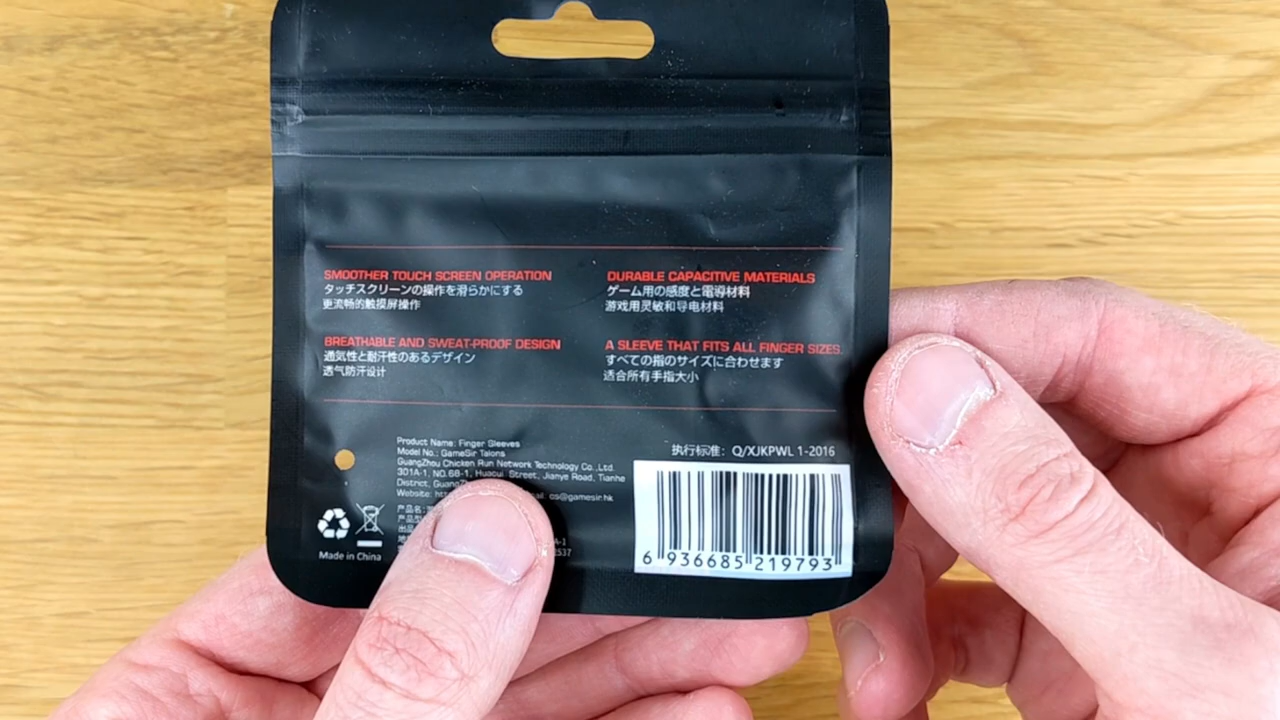 SMOOTHER TOUCH SCREEN OPERATION
タッチスクリーンの操作を滑らかにする
更流畅的触摸屏操作
DURABLE CAPACITIVE MATERIALS
ゲーム用の感度と電導材料
游戏用灵敏和导电材料
BREATHABLE AND SWEAT-PROOF DESIGN
通気性と耐汗性のあるデザイン
透气防汗设计
A SLEEVE THAT FITS ALL FINGER SIZES.
すべての指のサイズに合わせます
适合所有手指大小
Product Name: Finger Sleeves
Model No.: GameSir Talons
GuangZhou Chicken Run Network Technology Co.,Ltd.
301A-1, NO.68-1, Huacui Street, Jianye Road, Tianhe
District,
Website: cs@gamesir.hk
Made in China
执行标准: Q/XJKPWL 1-2016
6 936685 219793